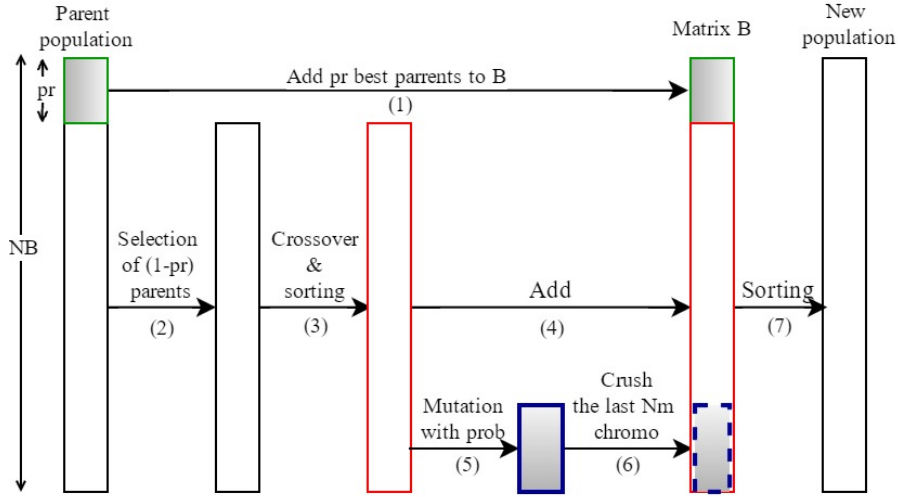 Parent
population
Matrix B
New
population
pr
Add pr best parrents to B
(1)
NB
Selection
of (1-pr)
parents
(2)
Crossover
&
sorting
(3)
Add
(4)
Sorting
(7)
Mutation
with prob
(5)
Crush
the last Nm
chromo
(6)